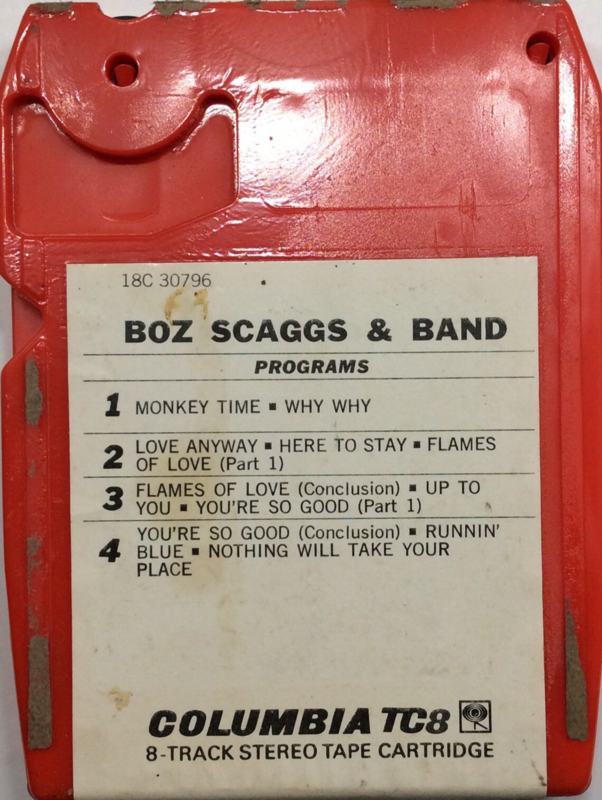 18C 30796
BOZ SCAGGS & BAND
PROGRAMS
1 MONKEY TIME ▪ WHY WHY
2 LOVE ANYWAY ▪ HERE TO STAY ▪ FLAMES
OF LOVE (Part 1)
3 FLAMES OF LOVE (Conclusion) ▪ UP TO
YOU ▪ YOU'RE SO GOOD (Part 1)
4 YOU'RE SO GOOD (Conclusion) ▪ RUNNIN'
BLUE ▪ NOTHING WILL TAKE YOUR
PLACE
COLUMBIA TC8
8-TRACK STEREO TAPE CARTRIDGE